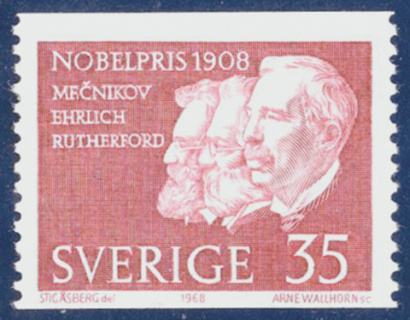 NOBELPRIS 1908
MEČNIKOV
EHRLICH
RUTHERFORD
SVERIGE 35
STIG ÅSBERG del 1968 ARNE WALLHORN SC